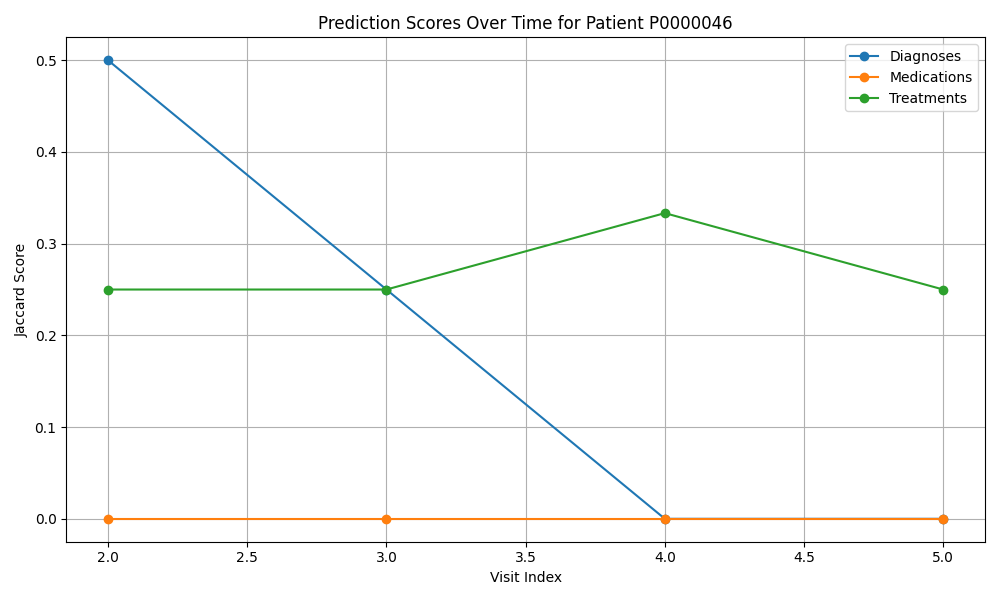 Prediction Scores Over Time for Patient P0000046
Diagnoses
Medications
Treatments
Jaccard Score
0.5
0.4
0.3
0.2
0.1
0.0
2.0 2.5 3.0 3.5 4.0 4.5 5.0
Visit Index